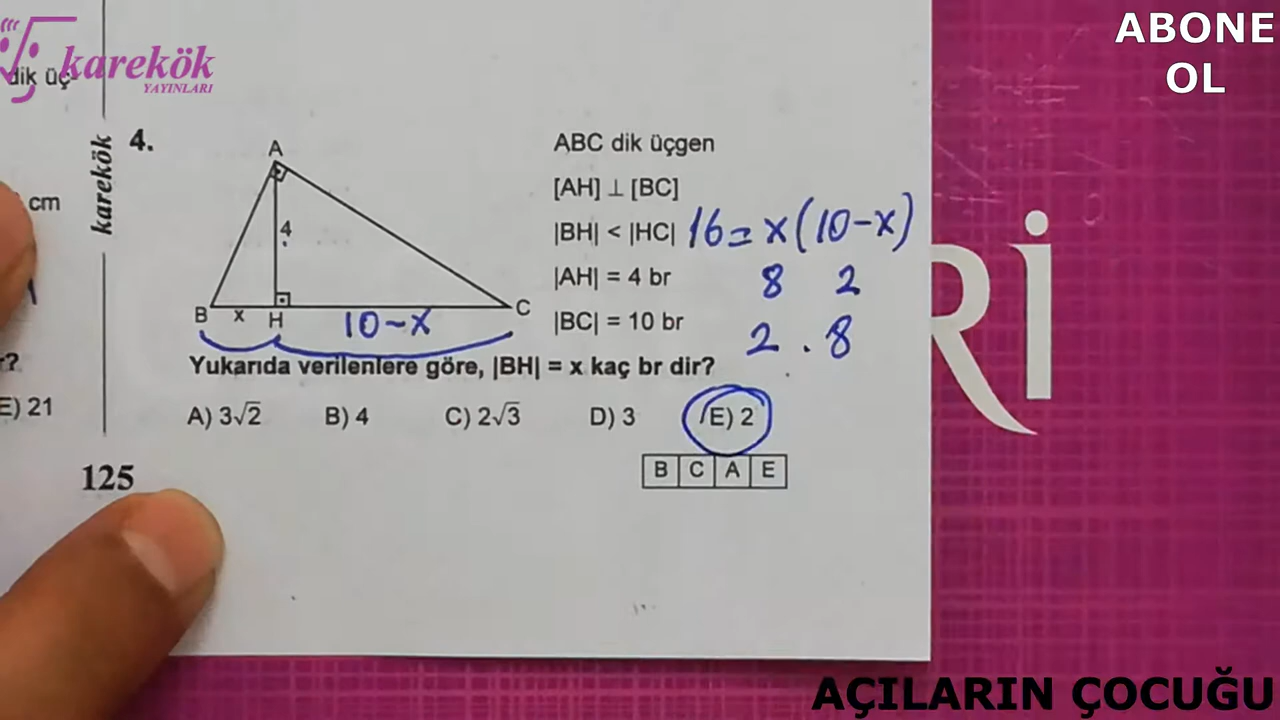 ABONE
OL
karekök
YAYINLARI
dik üç-
cm
?
E) 21
karekök
125
4.
A
4
B x H C
10-x
ABC dik üçgen
[AH] ⊥ [BC]
|BH| < |HC|
|AH| = 4 br
|BC| = 10 br
16 = x(10-x)
8 2
2 . 8
Yukarıda verilenlere göre, |BH| = x kaç br dir?
A) 3√2 B) 4 C) 2√3 D) 3 E) 2
B C A E
Rİ
AÇILARIN ÇOCUĞU